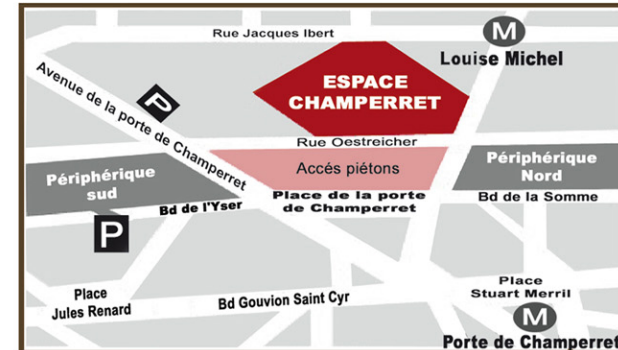 Rue Jacques Ibert
M
Louise Michel
Avenue de la porte de Champerret
P
ESPACE
CHAMPERRET
Rue Oestreicher
Accés piétons
Périphérique
sud
Périphérique
Nord
Place de la porte
de Champerret
Bd de l'Yser
Bd de la Somme
P
Place
Jules Renard
Bd Gouvion Saint Cyr
Place
Stuart Merril
M
Porte de Champerret